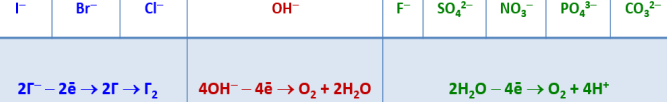 I⁻ Br⁻ Cl⁻ OH⁻ F⁻ SO₄²⁻ NO₃⁻ PO₄³⁻ CO₃²⁻
2Г⁻ – 2ē → 2Г → Г₂ 4OH⁻ – 4ē → O₂ + 2H₂O 2H₂O – 4ē → O₂ + 4H⁺